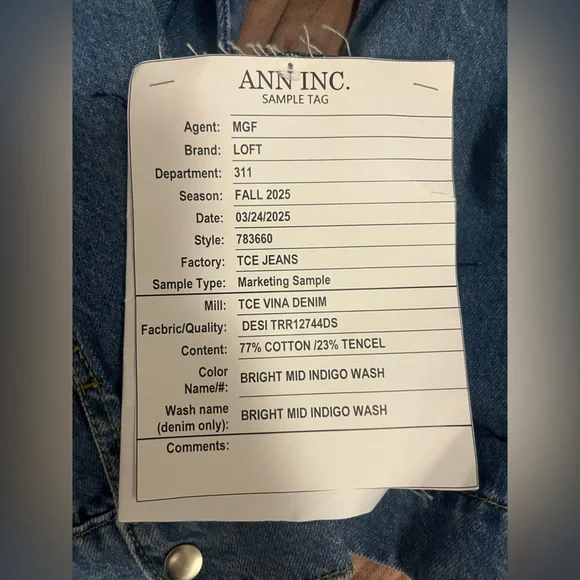 ANN INC.
SAMPLE TAG
Agent: MGF
Brand: LOFT
Department: 311
Season: FALL 2025
Date: 03/24/2025
Style: 783660
Factory: TCE JEANS
Sample Type: Marketing Sample
Mill: TCE VINA DENIM
Facbric/Quality: DESI TRR12744DS
Content: 77% COTTON /23% TENCEL
Color
Name/#: BRIGHT MID INDIGO WASH
Wash name
(denim only): BRIGHT MID INDIGO WASH
Comments: